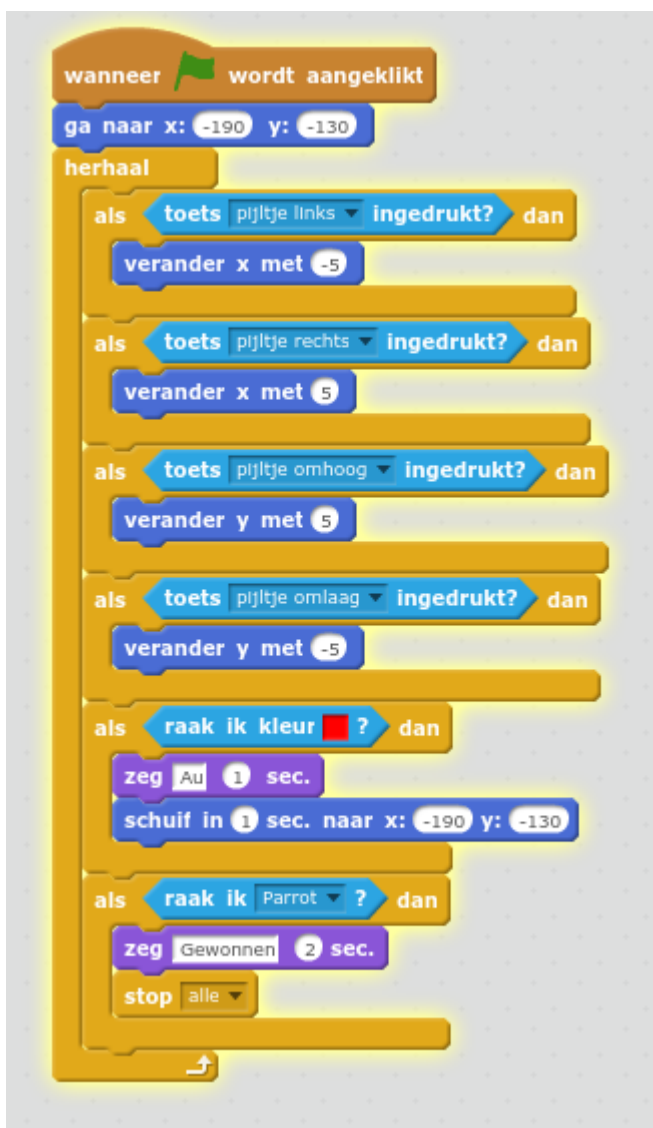 wanneer wordt aangeklikt
ga naar x: -190 y: -130
herhaal
als toets pijltje links ingedrukt? dan
verander x met -5
als toets pijltje rechts ingedrukt? dan
verander x met 5
als toets pijltje omhoog ingedrukt? dan
verander y met 5
als toets pijltje omlaag ingedrukt? dan
verander y met -5
als raak ik kleur ? dan
zeg Au 1 sec.
schuif in 1 sec. naar x: -190 y: -130
als raak ik Parrot ? dan
zeg Gewonnen 2 sec.
stop alle